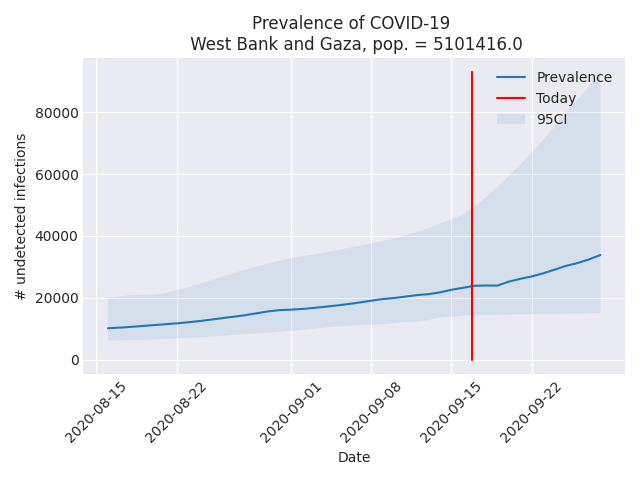 Prevalence of COVID-19
West Bank and Gaza, pop. = 5101416.0
Prevalence
Today
95CI
# undetected infections
80000
60000
40000
20000
0
2020-08-15
2020-08-22
2020-09-01
2020-09-08
2020-09-15
2020-09-22
Date